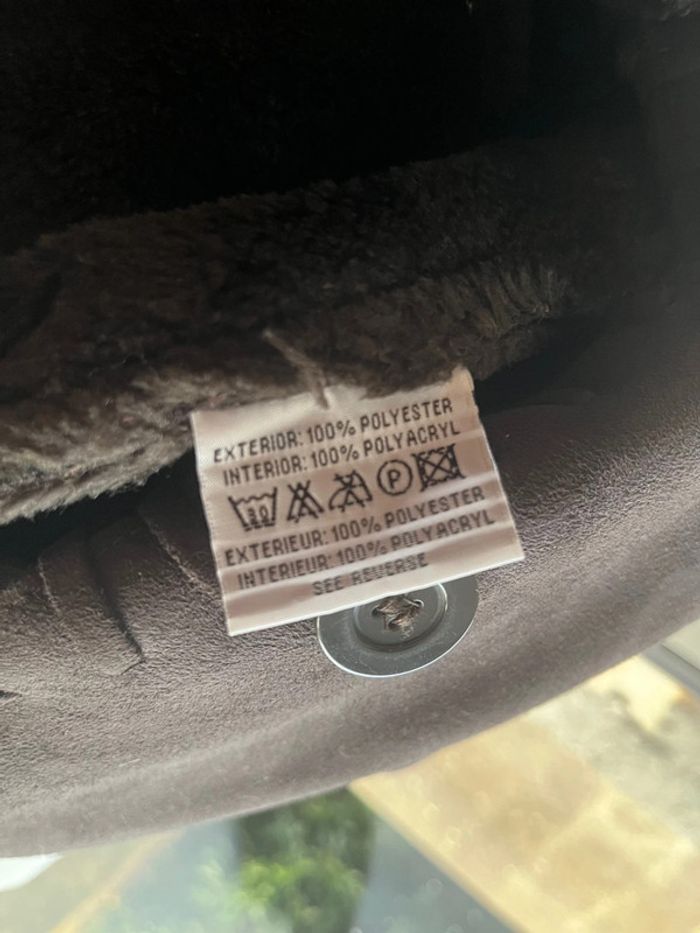 EXTERIOR: 100% POLYESTER
INTERIOR: 100% POLYACRYL
P
EXTERIEUR: 100% POLYESTER
INTERIEUR: 100% POLYACRYL
SEE REVERSE